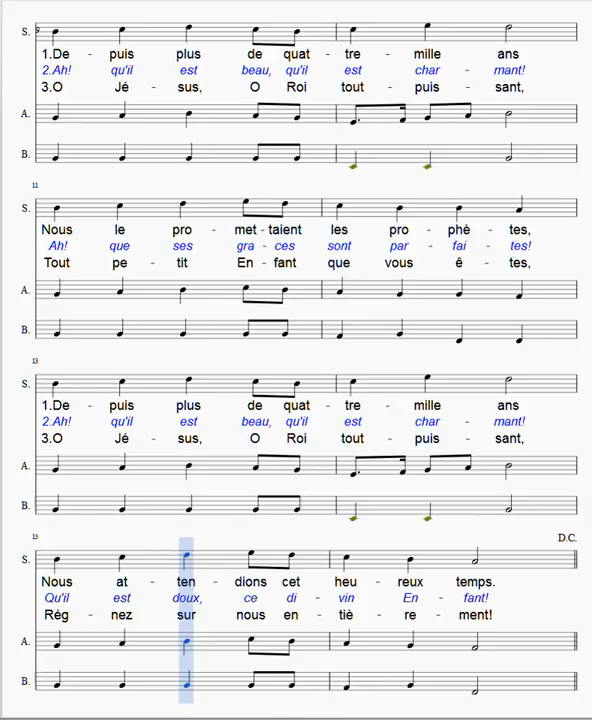 9
S.
1.De - puis plus de quat - tre - mille ans
2.Ah! qu'il est beau, qu'il est char - mant!
3.O Jé - sus, O Roi tout - puis - sant,
A.
B.
11
S.
Nous le pro - met - taient les pro - phè - tes,
Ah! que ses gra - ces sont par - fai - tes!
Tout pe - tit En - fant que vous ê - tes,
A.
B.
13
S.
1.De - puis plus de quat - tre - mille ans
2.Ah! qu'il est beau, qu'il est char - mant!
3.O Jé - sus, O Roi tout - puis - sant,
A.
B.
15
D.C.
S.
Nous at - ten - dions cet heu - reux temps.
Qu'il est doux, ce di - vin En - fant!
Rég - nez sur nous en - tiè - re - ment!
A.
B.